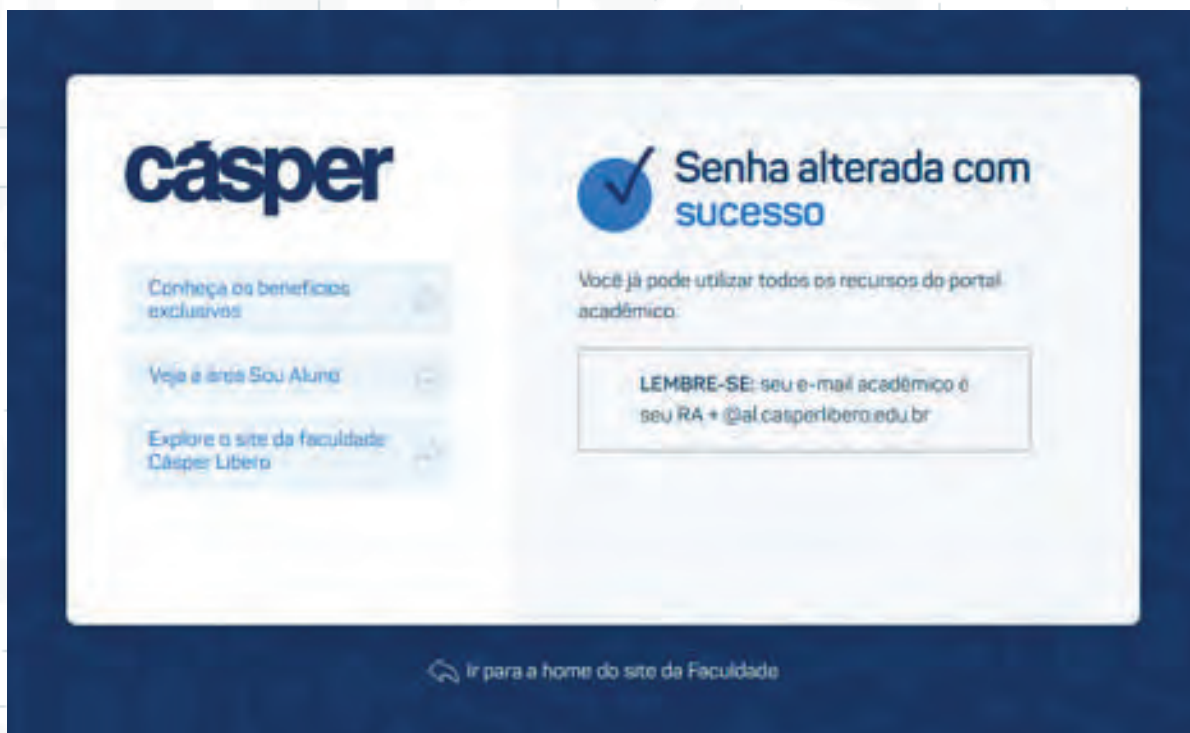 cásper
Conheça os benefícios
exclusivos
Veja a área Sou Aluno
Explore o site da faculdade
Cásper Líbero
Senha alterada com
sucesso
Você já pode utilizar todos os recursos do portal
acadêmico.
LEMBRE-SE: seu e-mail acadêmico é
seu RA + @al.casperlibero.edu.br
Ir para a home do site da Faculdade